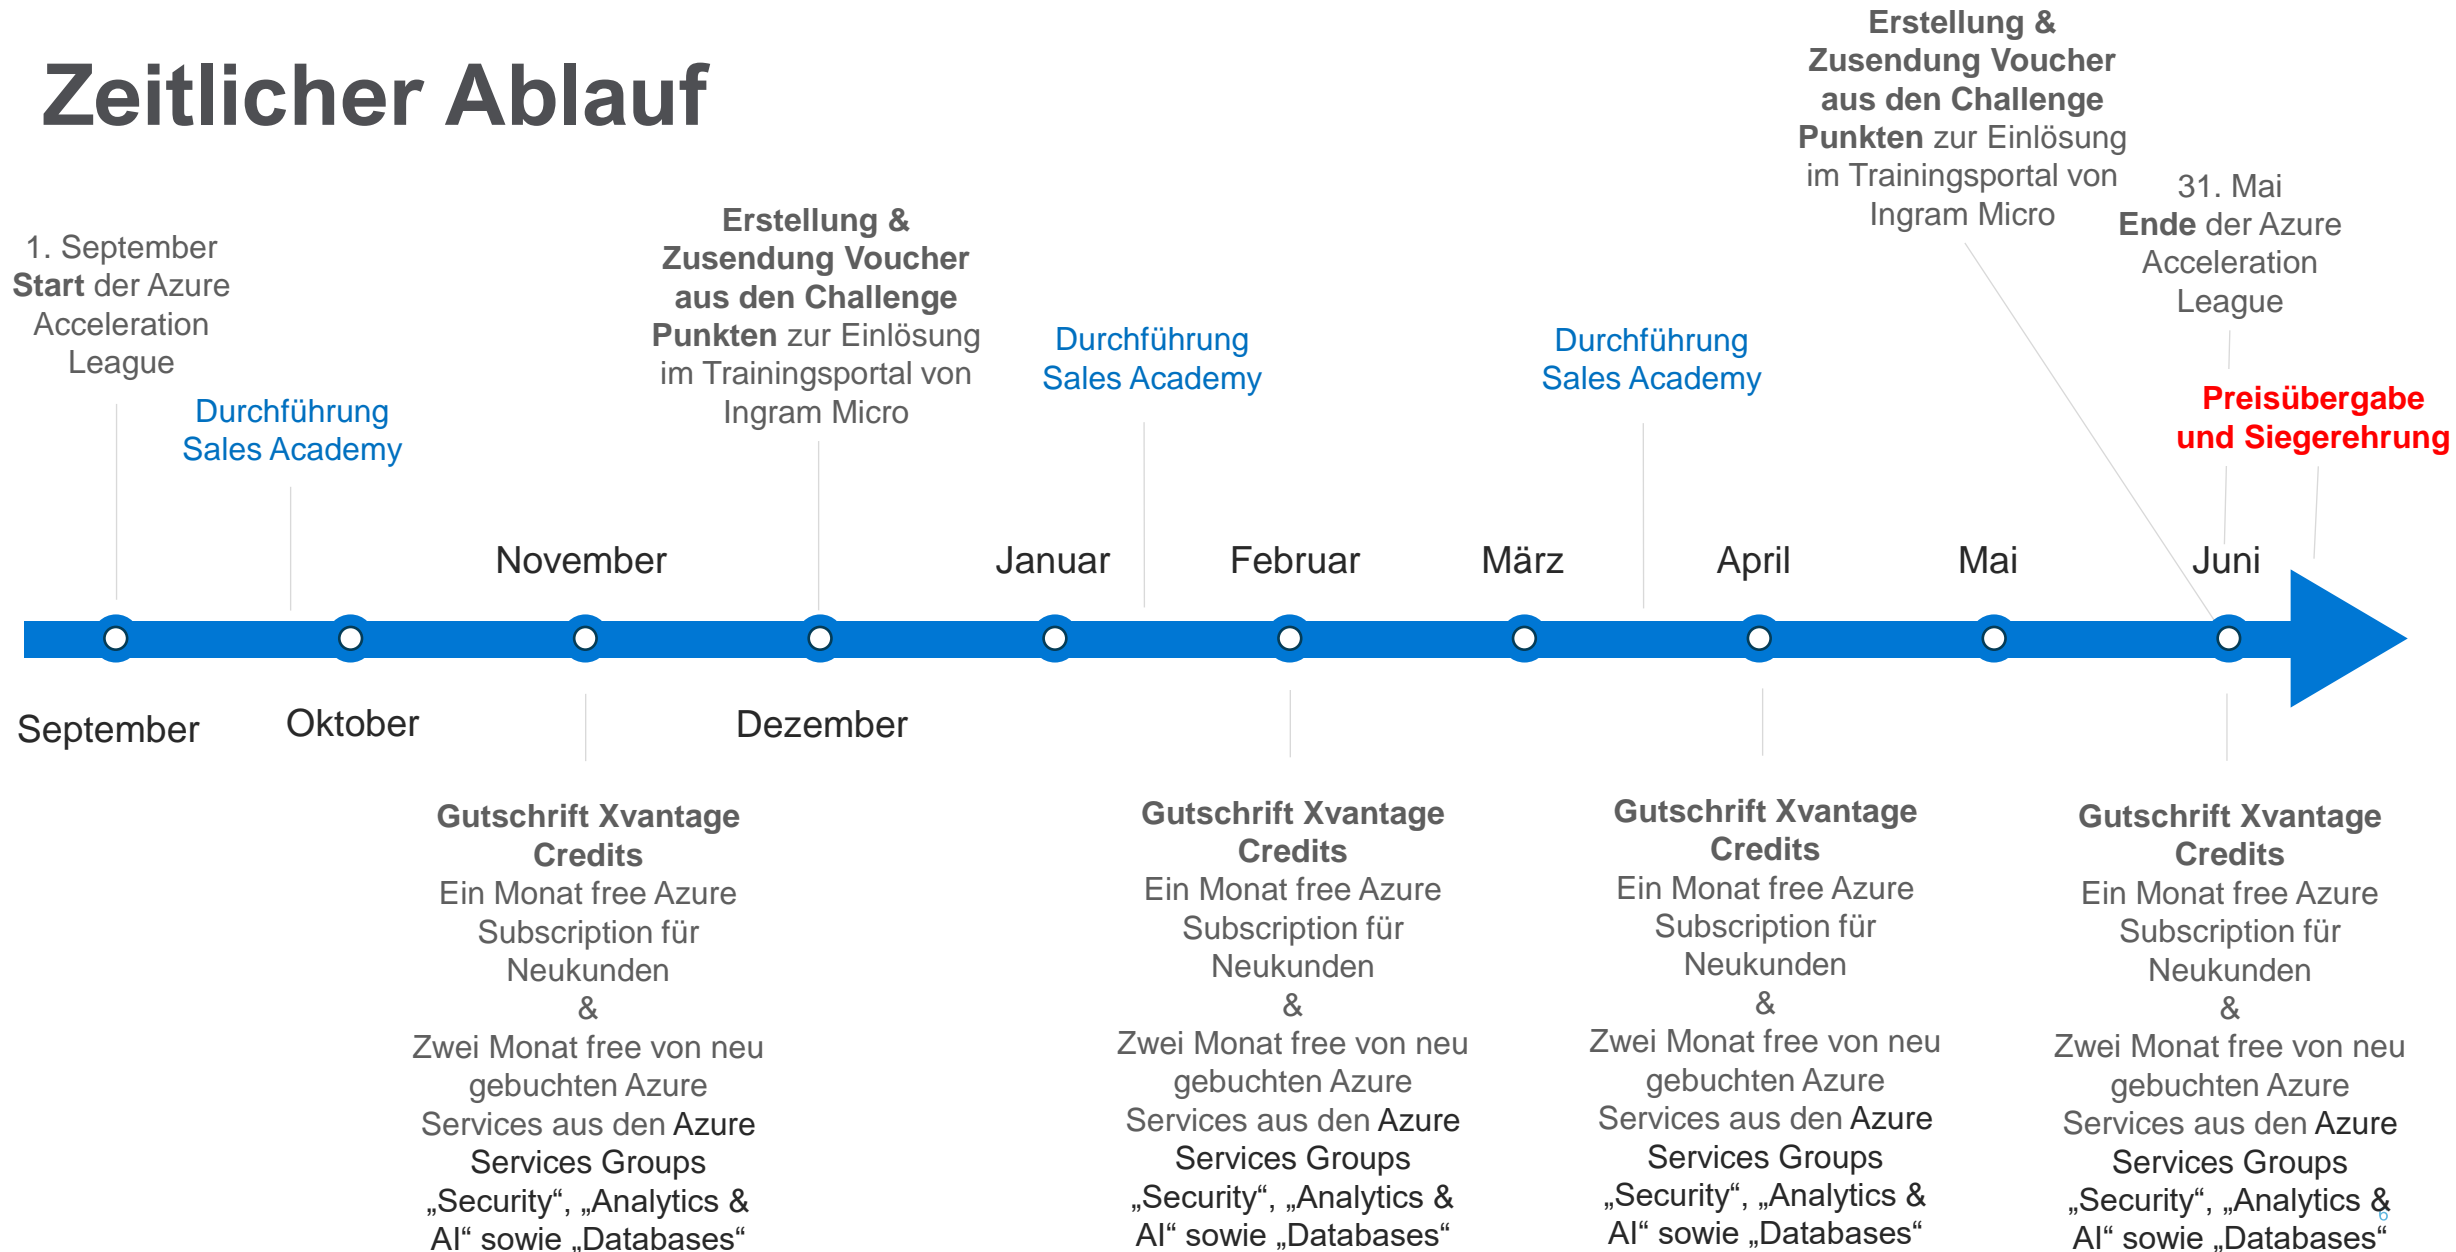 Zeitlicher Ablauf
1. September
Start der Azure
Acceleration
League
Durchführung
Sales Academy
Erstellung &
Zusendung Voucher
aus den Challenge
Punkten zur Einlösung
im Trainingsportal von
Ingram Micro
Durchführung
Sales Academy
Durchführung
Sales Academy
Erstellung &
Zusendung Voucher
aus den Challenge
Punkten zur Einlösung
im Trainingsportal von
Ingram Micro
31. Mai
Ende der Azure
Acceleration
League
Preisübergabe
und Siegerehrung
November
Januar
Februar
März
April
Mai
Juni
September
Oktober
Dezember
Gutschrift Xvantage
Credits
Ein Monat free Azure
Subscription für
Neukunden
&
Zwei Monat free von neu
gebuchten Azure
Services aus den Azure
Services Groups
„Security“, „Analytics &
AI“ sowie „Databases“
Gutschrift Xvantage
Credits
Ein Monat free Azure
Subscription für
Neukunden
&
Zwei Monat free von neu
gebuchten Azure
Services aus den Azure
Services Groups
„Security“, „Analytics &
AI“ sowie „Databases“
Gutschrift Xvantage
Credits
Ein Monat free Azure
Subscription für
Neukunden
&
Zwei Monat free von neu
gebuchten Azure
Services aus den Azure
Services Groups
„Security“, „Analytics &
AI“ sowie „Databases“
Gutschrift Xvantage
Credits
Ein Monat free Azure
Subscription für
Neukunden
&
Zwei Monat free von neu
gebuchten Azure
Services aus den Azure
Services Groups
„Security“, „Analytics &
AI“ sowie „Databases“
6